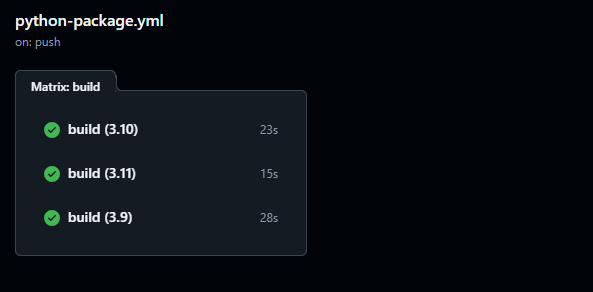 python-package.yml
on: push
Matrix: build
build (3.10) 23s
build (3.11) 15s
build (3.9) 28s